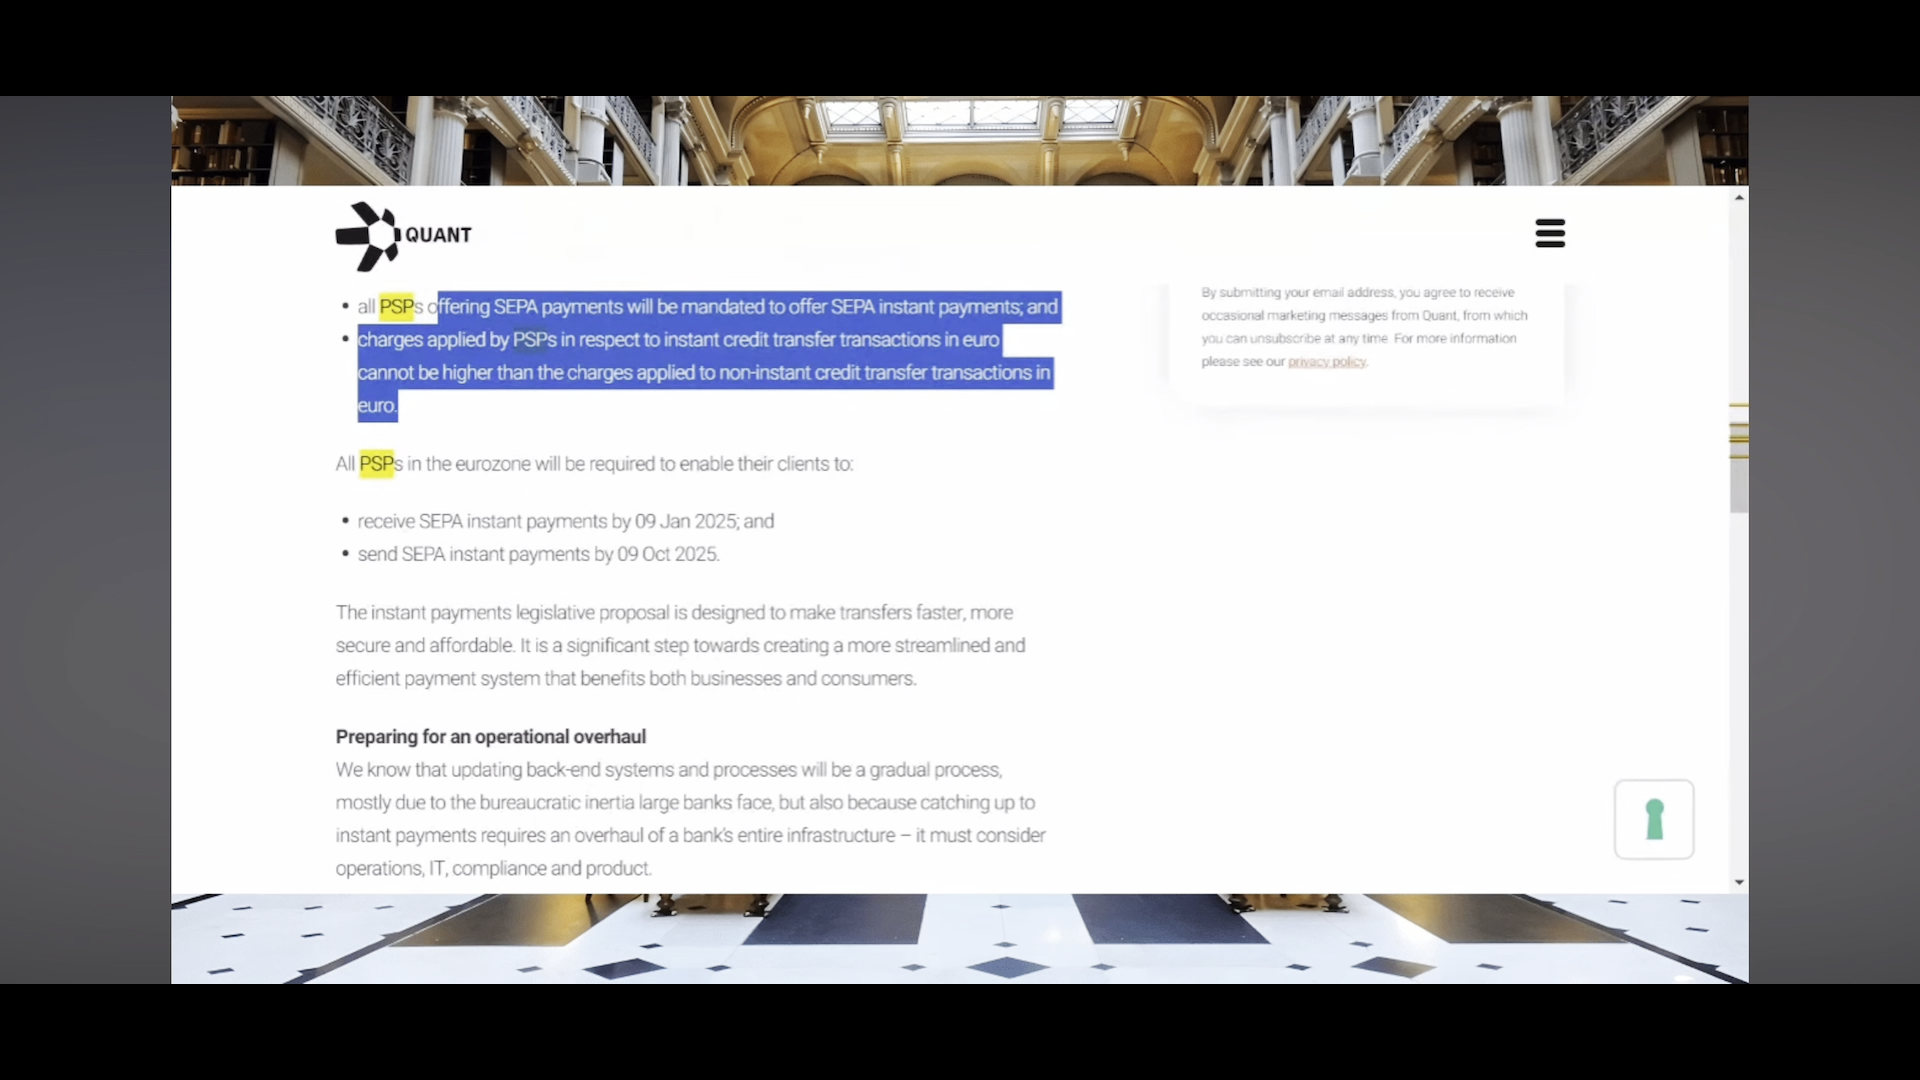 QUANT
• all PSPs offering SEPA payments will be mandated to offer SEPA instant payments; and
• charges applied by PSPs in respect to instant credit transfer transactions in euro
cannot be higher than the charges applied to non-instant credit transfer transactions in
euro.
All PSPs in the eurozone will be required to enable their clients to:
• receive SEPA instant payments by 09 Jan 2025; and
• send SEPA instant payments by 09 Oct 2025.
The instant payments legislative proposal is designed to make transfers faster, more
secure and affordable. It is a significant step towards creating a more streamlined and
efficient payment system that benefits both businesses and consumers.
Preparing for an operational overhaul
We know that updating back-end systems and processes will be a gradual process,
mostly due to the bureaucratic inertia large banks face, but also because catching up to
instant payments requires an overhaul of a bank's entire infrastructure – it must consider
operations, IT, compliance and product.
By submitting your email address, you agree to receive
occasional marketing messages from Quant, from which
you can unsubscribe at any time. For more information
please see our privacy policy.